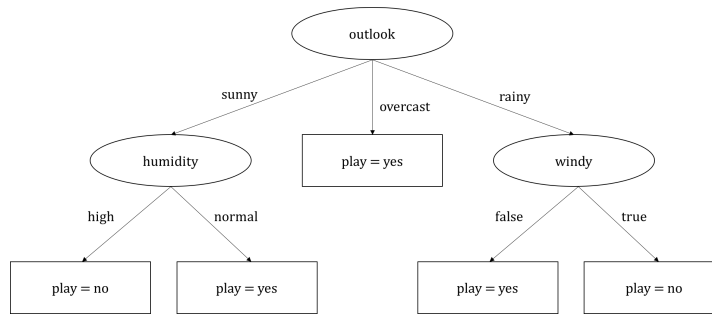 outlook
sunny
overcast
rainy
humidity
play = yes
windy
high
normal
false
true
play = no
play = yes
play = yes
play = no